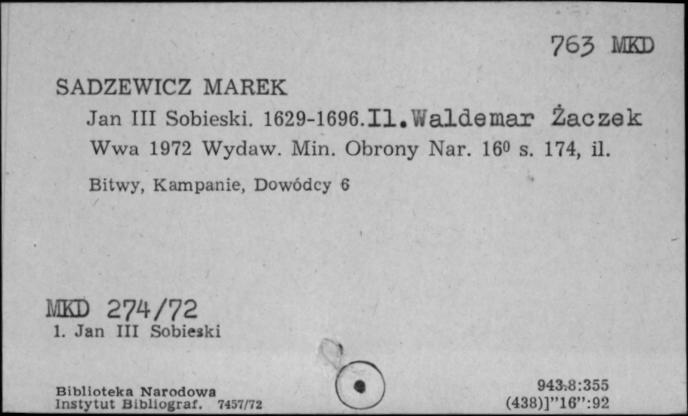 763 MKD
SADZEWICZ MAREK
Jan III Sobieski. 1629-1696. Il. Waldemar Żaczek
Wwa 1972 Wydaw. Min. Obrony Nar. 16⁰ s. 174, il.
Bitwy, Kampanie, Dowódcy 6
MKD 274/72
1. Jan III Sobieski
Biblioteka Narodowa
Instytut Bibliograf. 7457/72
943.8:355
(438)]"16":92